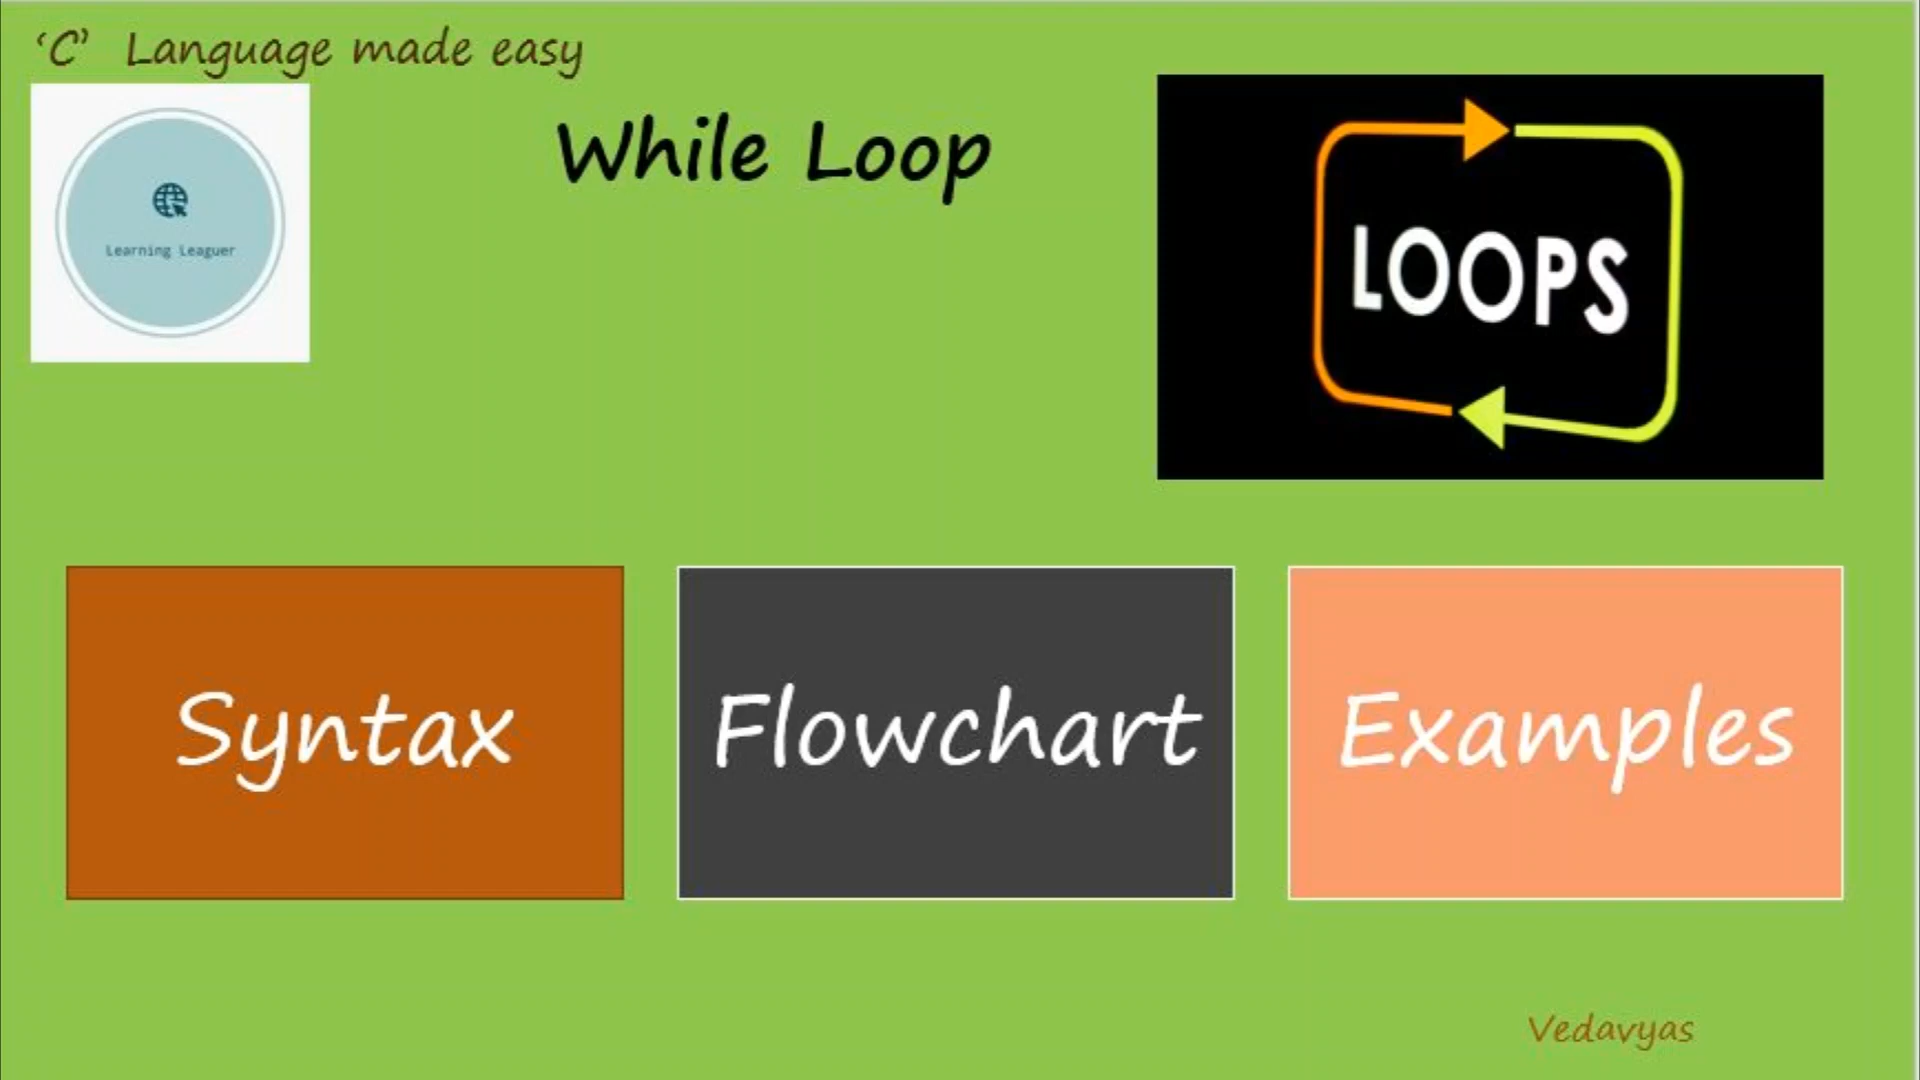 ‘C’ Language made easy
While Loop
Learning Leaguer
LOOPS
Syntax
Flowchart
Examples
Vedavyas